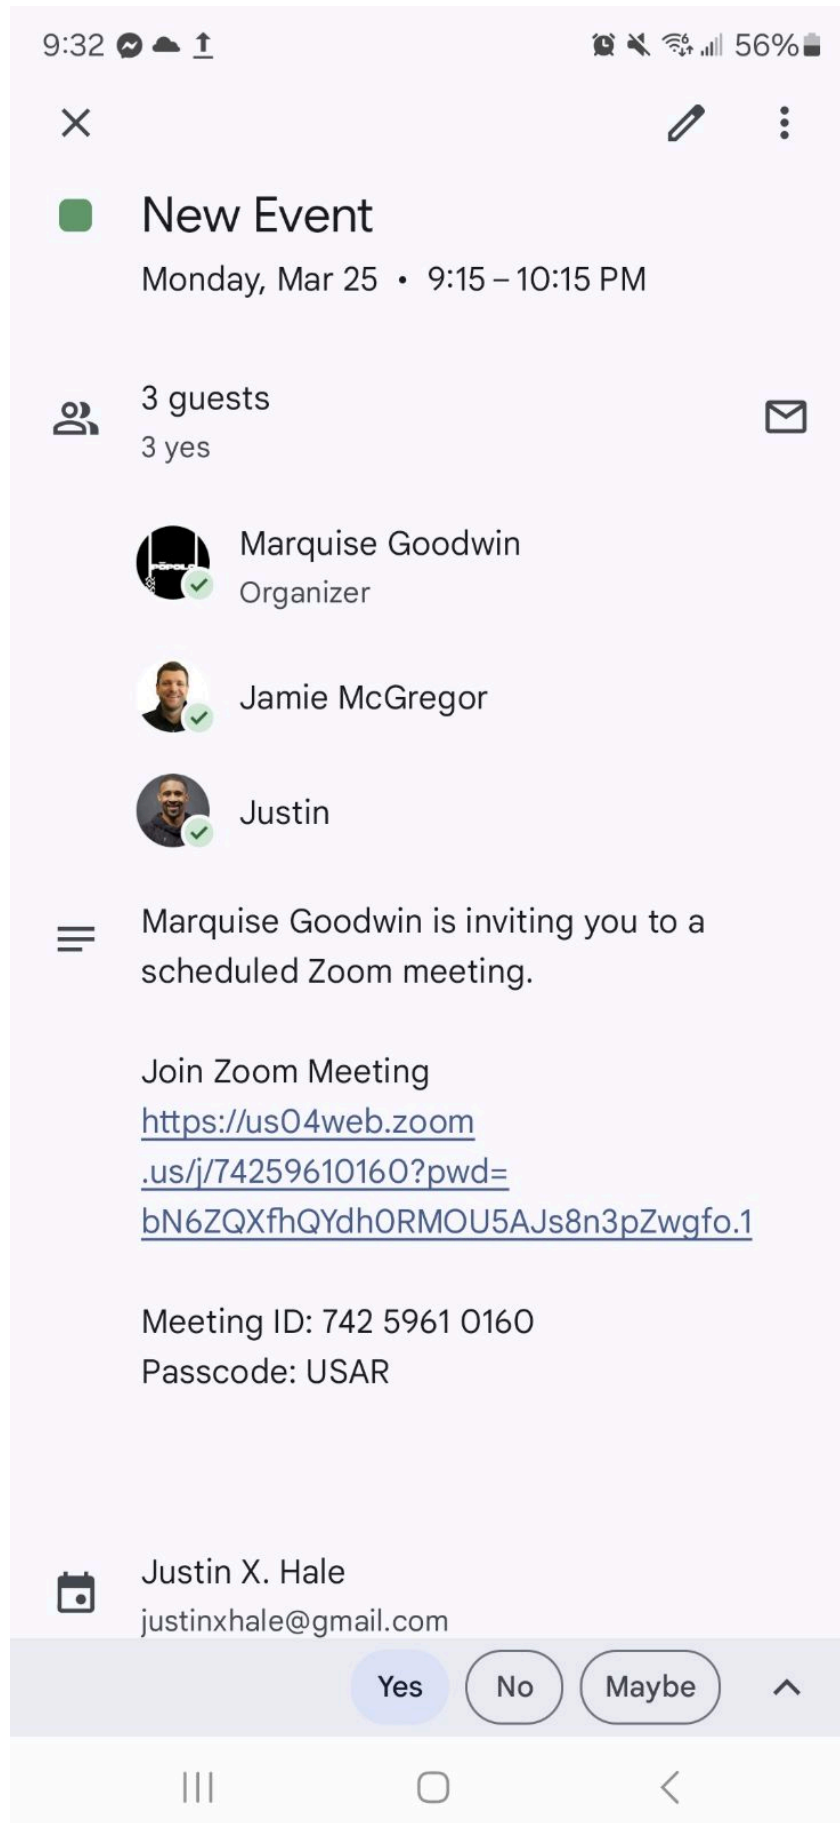 9:32
56%
New Event
Monday, Mar 25 • 9:15 – 10:15 PM
3 guests
3 yes
PŌPOLO
Marquise Goodwin
Organizer
Jamie McGregor
Justin
Marquise Goodwin is inviting you to a
scheduled Zoom meeting.
Join Zoom Meeting
https://us04web.zoom
.us/j/74259610160?pwd=
bN6ZQXfhQYdh0RMOU5AJs8n3pZwgfo.1
Meeting ID: 742 5961 0160
Passcode: USAR
Justin X. Hale
justinxhale@gmail.com
Yes
No
Maybe